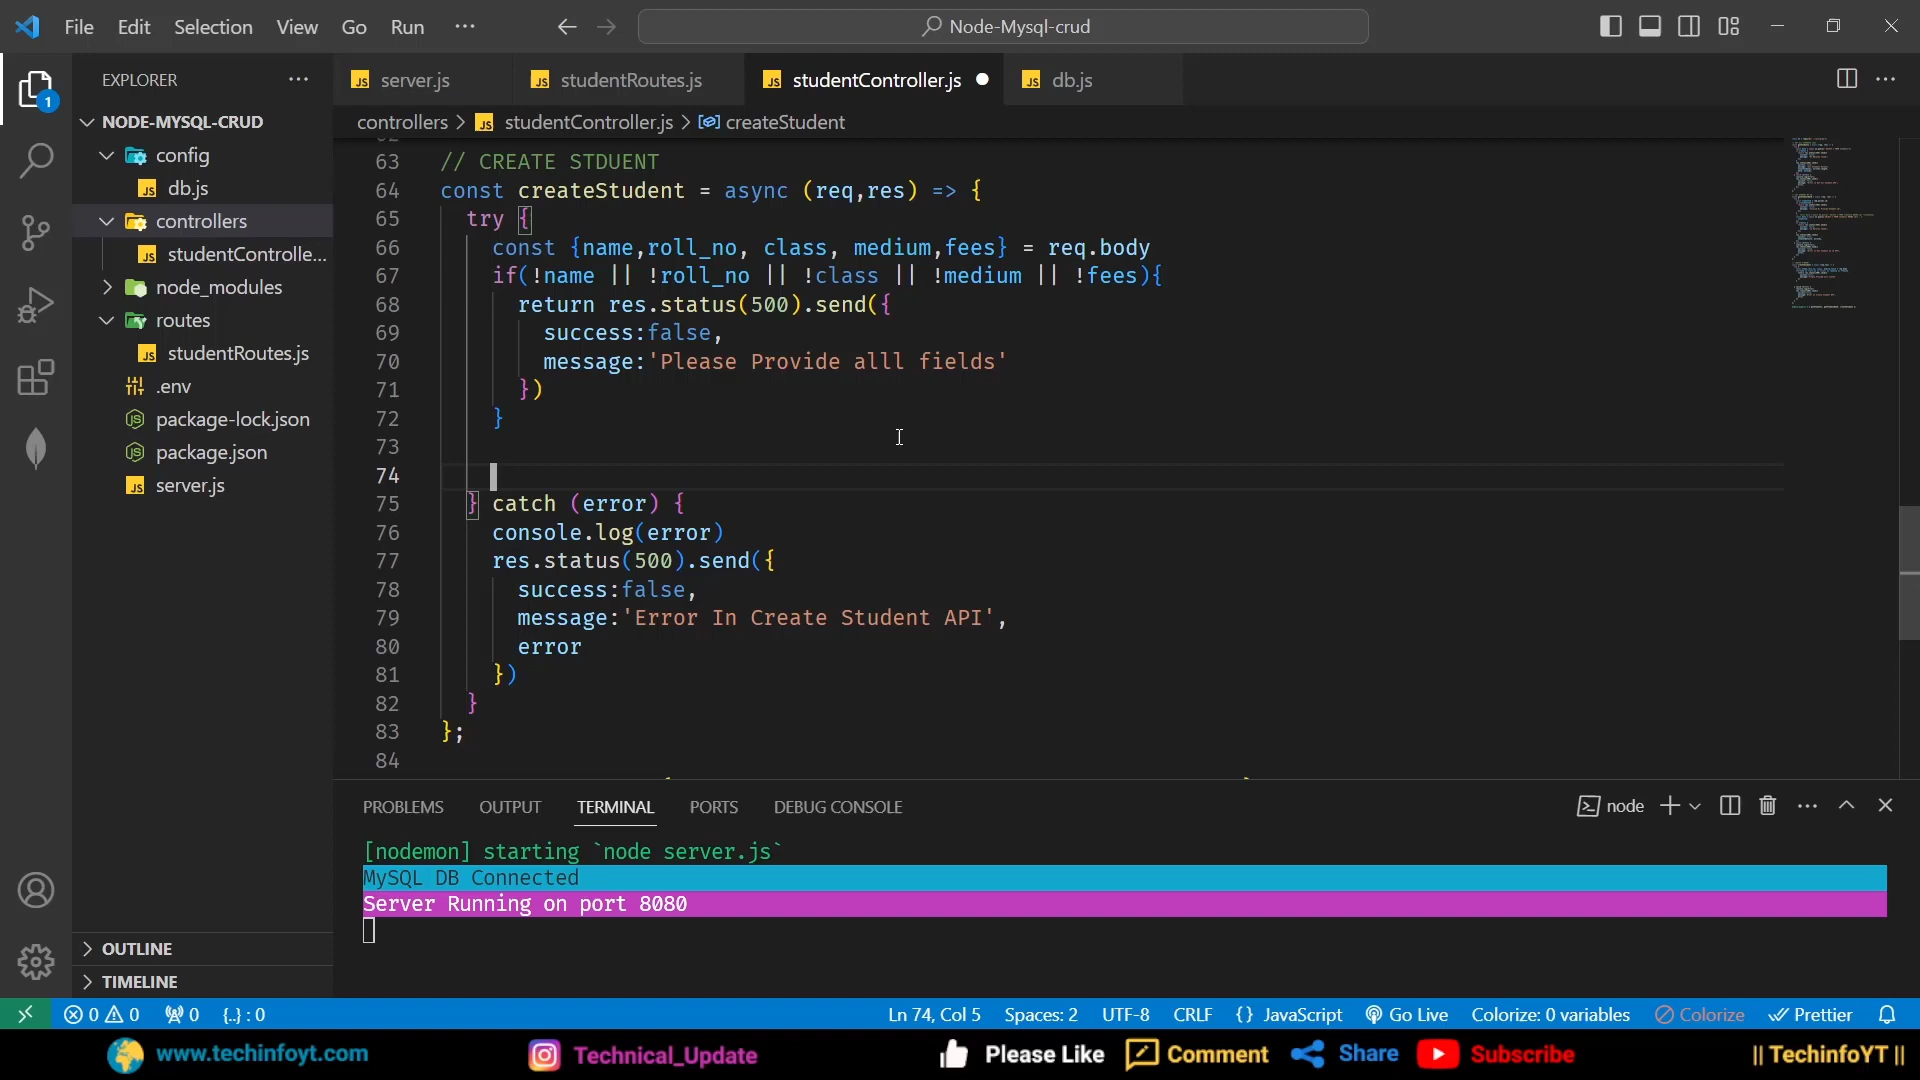 File Edit Selection View Go Run ···
Node-Mysql-crud
EXPLORER ···
server.js
studentRoutes.js
studentController.js
db.js
···
NODE-MYSQL-CRUD
config
db.js
controllers
studentControlle...
node_modules
routes
studentRoutes.js
.env
package-lock.json
package.json
server.js
OUTLINE
TIMELINE
1
controllers > JS studentController.js > createStudent
63 // CREATE STDUENT
64 const createStudent = async (req,res) => {
65 try {
66 const {name,roll_no, class, medium,fees} = req.body
67 if(!name || !roll_no || !class || !medium || !fees){
68 return res.status(500).send({
69 success:false,
70 message:'Please Provide alll fields'
71 })
72 }
73
74
75 } catch (error) {
76 console.log(error)
77 res.status(500).send({
78 success:false,
79 message:'Error In Create Student API',
80 error
81 })
82 }
83 };
84
PROBLEMS OUTPUT TERMINAL PORTS DEBUG CONSOLE
node
[nodemon] starting `node server.js`
MySQL DB Connected
Server Running on port 8080
0 0 0 {..} : 0
Ln 74, Col 5 Spaces: 2 UTF-8 CRLF {} JavaScript Go Live Colorize: 0 variables Colorize Prettier
www.techinfoyt.com Technical_Update Please Like Comment Share Subscribe || TechinfoYT ||